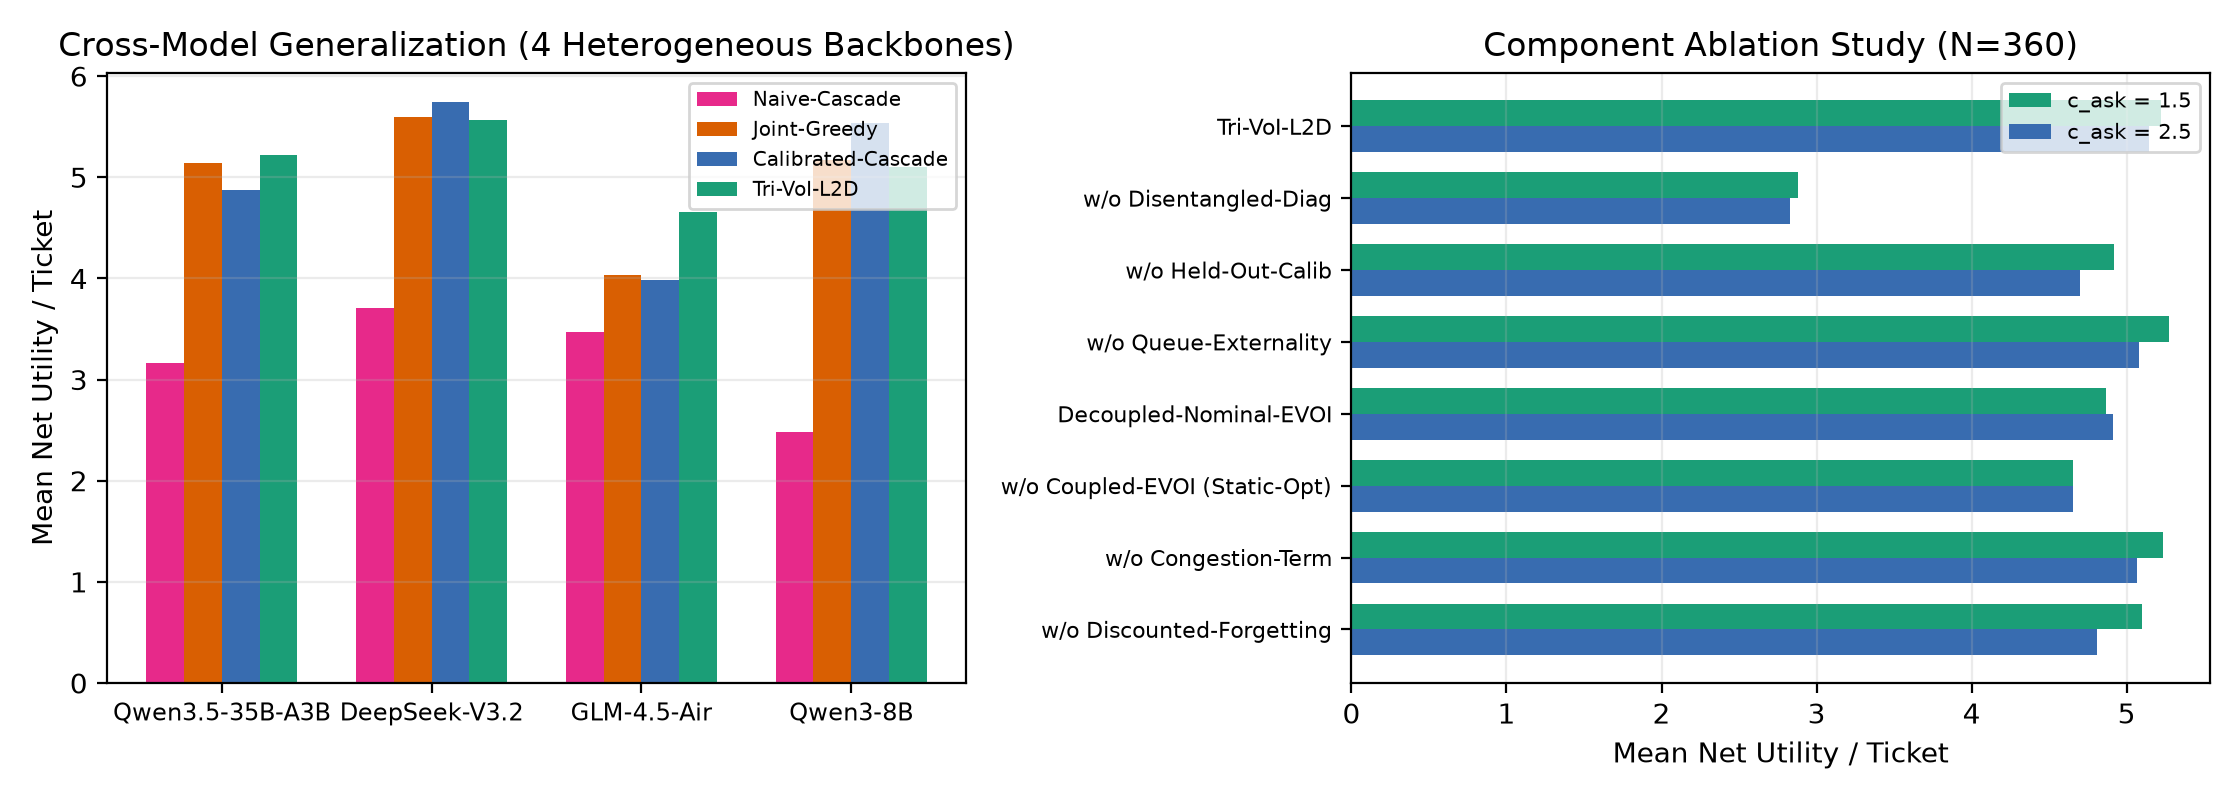 Cross-Model Generalization (4 Heterogeneous Backbones)
Mean Net Utility / Ticket
6
5
4
3
2
1
0
Naive-Cascade
Joint-Greedy
Calibrated-Cascade
Tri-VoI-L2D
Qwen3.5-35B-A3B
DeepSeek-V3.2
GLM-4.5-Air
Qwen3-8B
Component Ablation Study (N=360)
c_ask = 1.5
c_ask = 2.5
Tri-VoI-L2D
w/o Disentangled-Diag
w/o Held-Out-Calib
w/o Queue-Externality
Decoupled-Nominal-EVOI
w/o Coupled-EVOI (Static-Opt)
w/o Congestion-Term
w/o Discounted-Forgetting
0
1
2
3
4
5
Mean Net Utility / Ticket